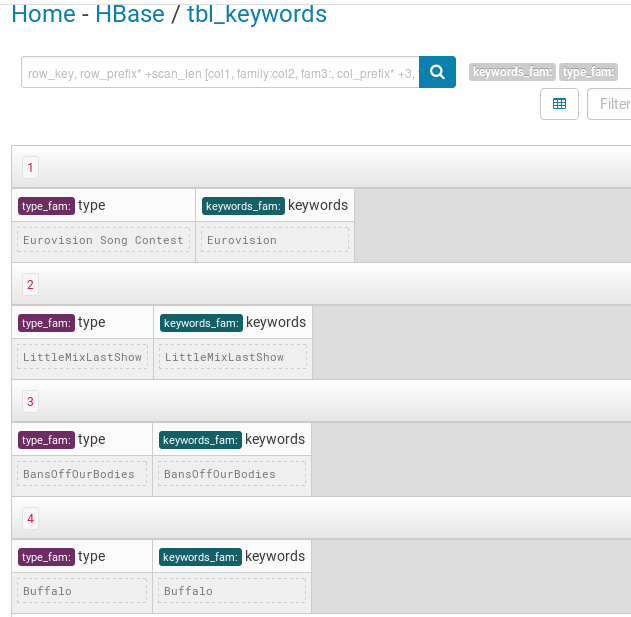 Home - HBase / tbl_keywords
row_key, row_prefix* +scan_len [col1, family:col2, fam3:, col_prefix* +3, keywords_fam: type_fam:
Filter
1
type_fam: type keywords_fam: keywords
Eurovision Song Contest Eurovision
2
type_fam: type keywords_fam: keywords
LittleMixLastShow LittleMixLastShow
3
type_fam: type keywords_fam: keywords
BansOffOurBodies BansOffOurBodies
4
type_fam: type keywords_fam: keywords
Buffalo Buffalo